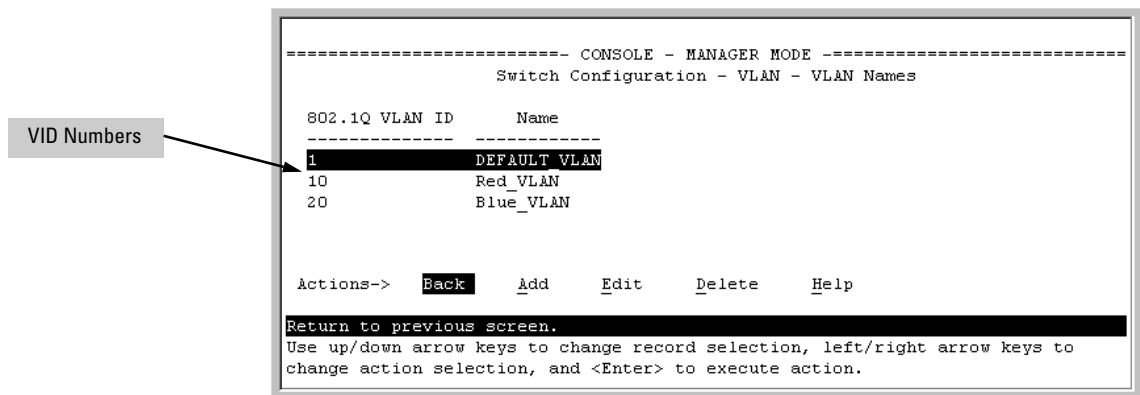 ===========================- CONSOLE - MANAGER MODE -============================
Switch Configuration - VLAN - VLAN Names
802.1Q VLAN ID Name
-------------- ------------
VID Numbers
1 DEFAULT_VLAN
10 Red_VLAN
20 Blue_VLAN
Actions-> Back Add Edit Delete Help
Return to previous screen.
Use up/down arrow keys to change record selection, left/right arrow keys to
change action selection, and <Enter> to execute action.